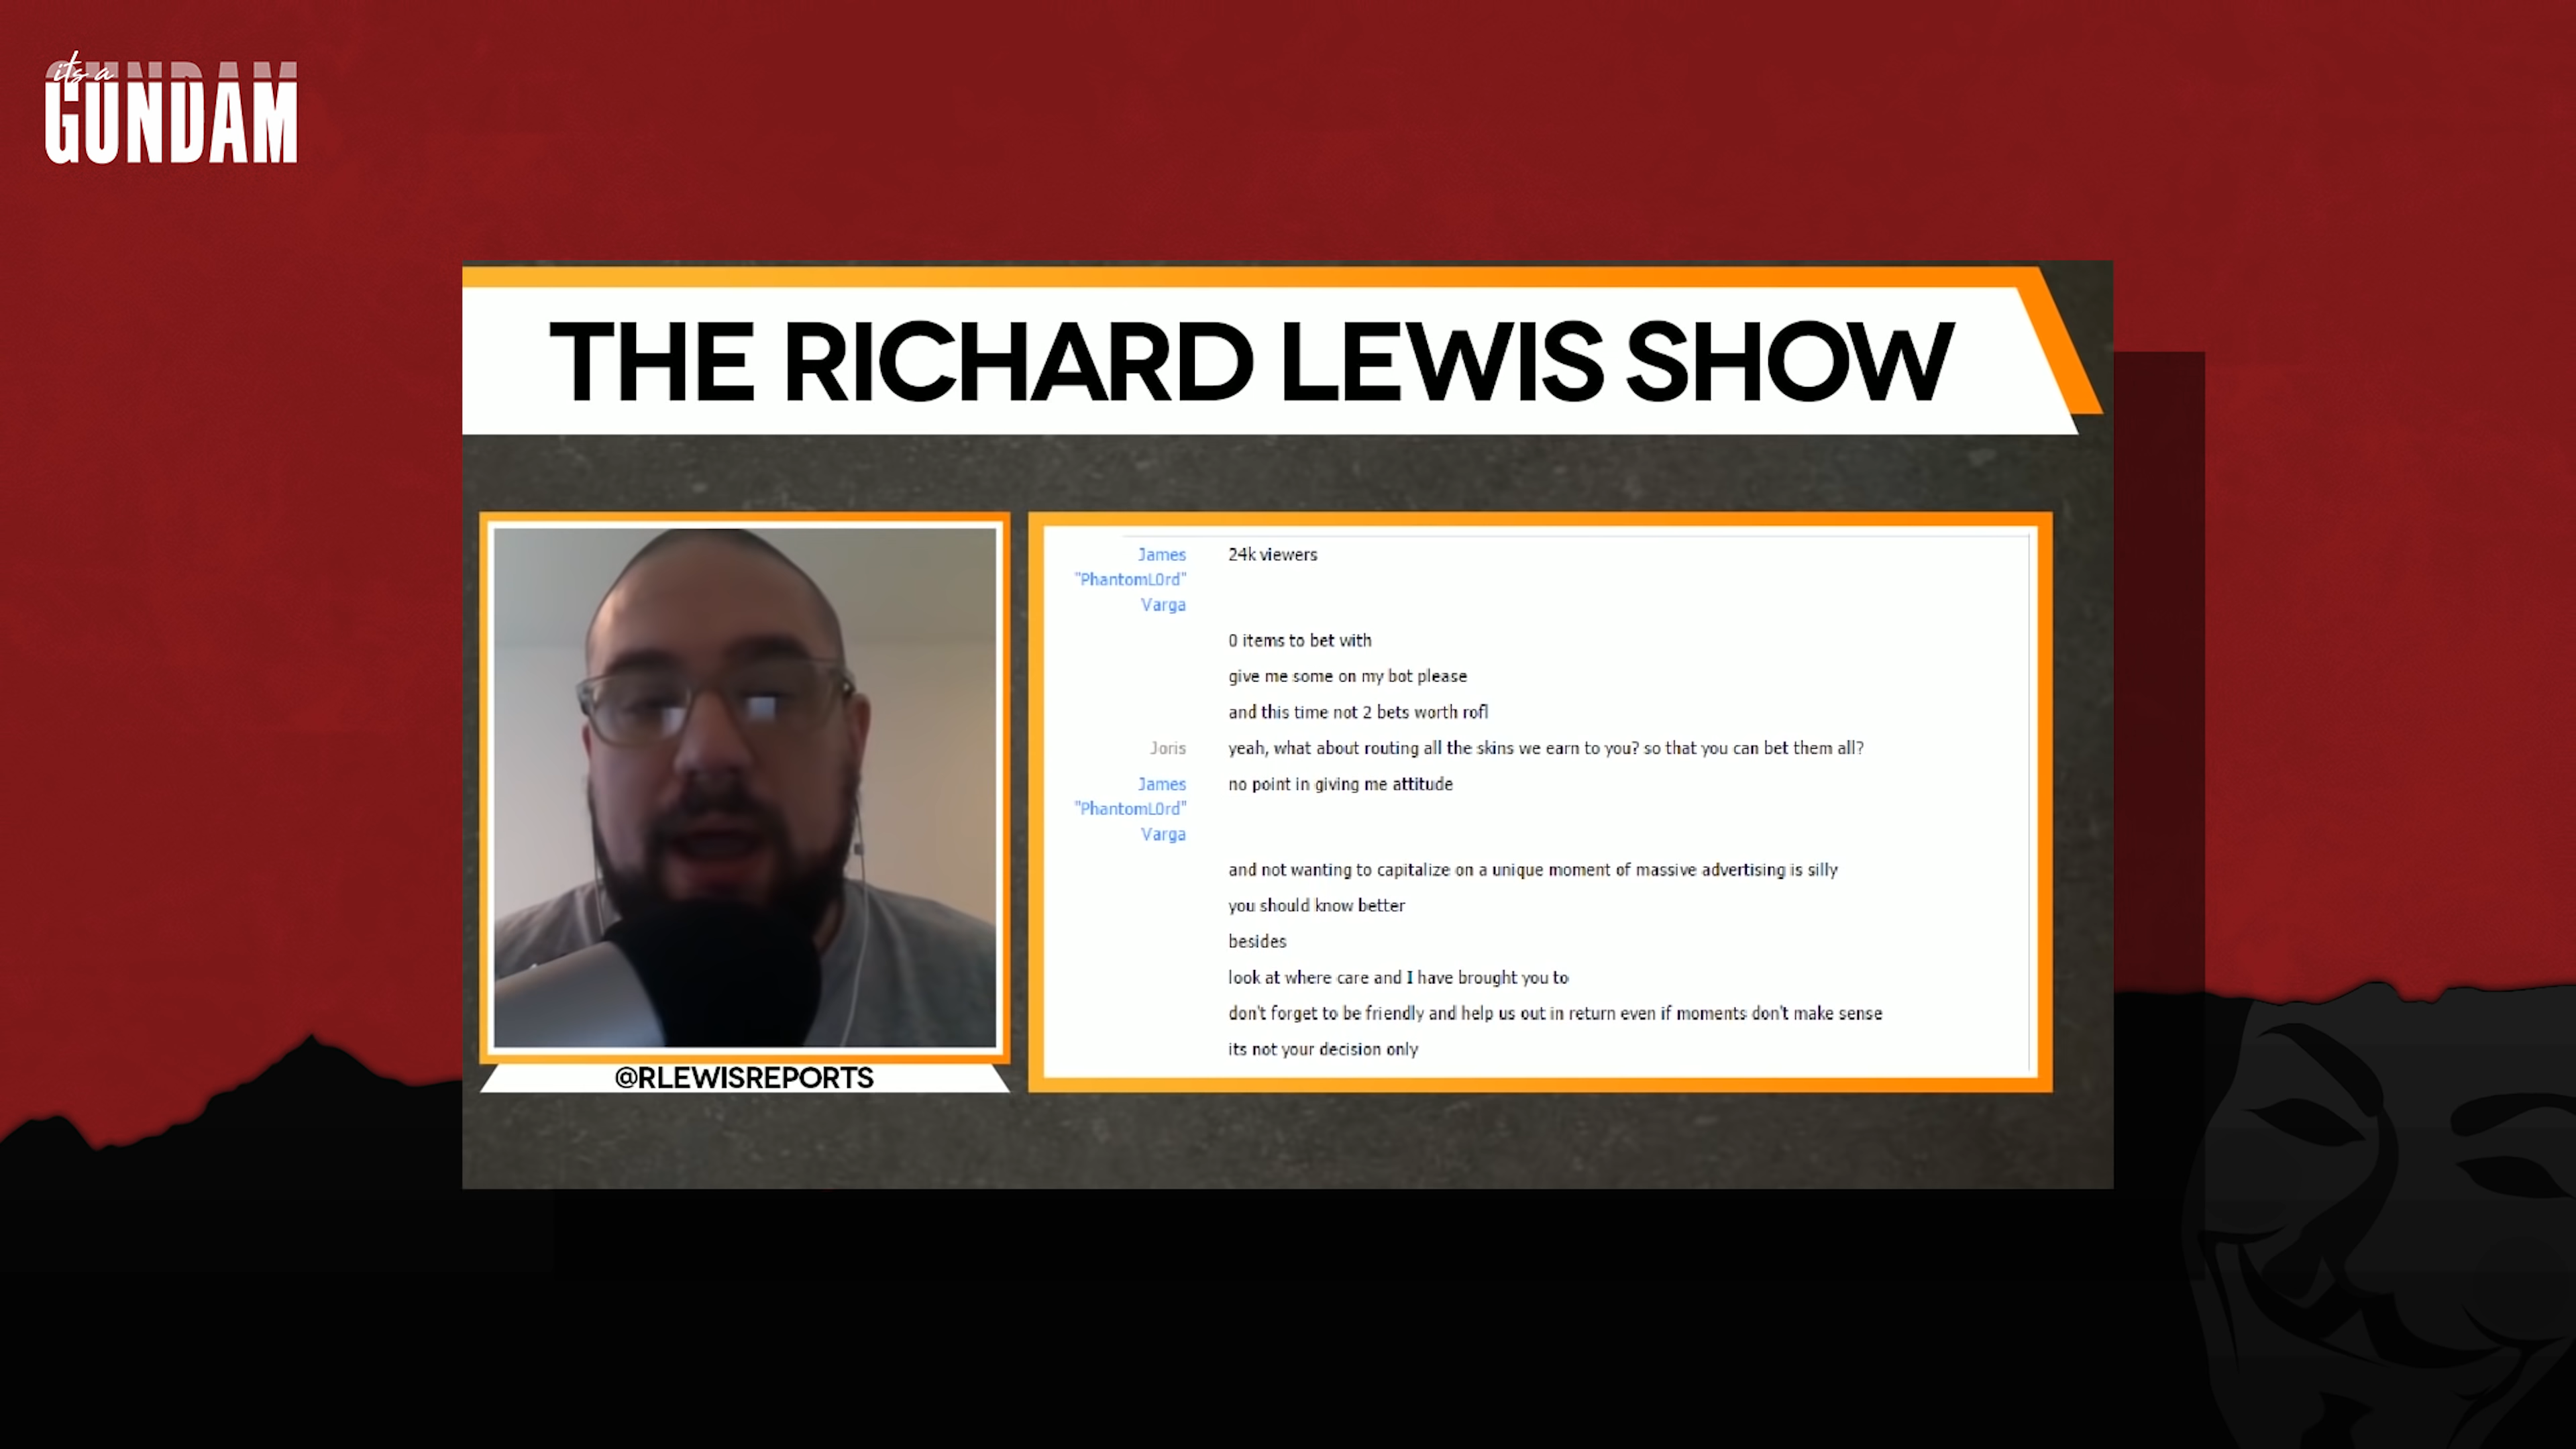 its a
GUNDAM
THE RICHARD LEWIS SHOW
James 24k viewers
"PhantomL0rd"
Varga
0 items to bet with
give me some on my bot please
and this time not 2 bets worth rofl
Joris yeah, what about routing all the skins we earn to you? so that you can bet them all?
James no point in giving me attitude
"PhantomL0rd"
Varga
and not wanting to capitalize on a unique moment of massive advertising is silly
you should know better
besides
look at where care and I have brought you to
don't forget to be friendly and help us out in return even if moments don't make sense
its not your decision only
@RLEWISREPORTS